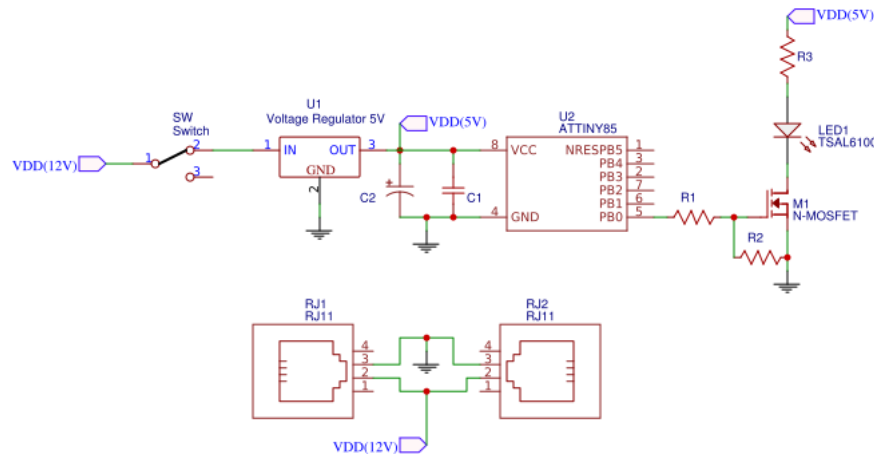 VDD(5V)
R3
LED1
TSAL6100
SW
Switch
VDD(12V)
1
2
3
U1
Voltage Regulator 5V
1
IN
OUT
3
GND
2
VDD(5V)
+
C2
C1
U2
ATTINY85
8
VCC
NRESPB5
1
PB4
3
PB3
2
PB2
7
PB1
6
4
GND
PB0
5
R1
R2
M1
N-MOSFET
RJ1
RJ11
4
3
2
1
RJ2
RJ11
4
3
2
1
VDD(12V)